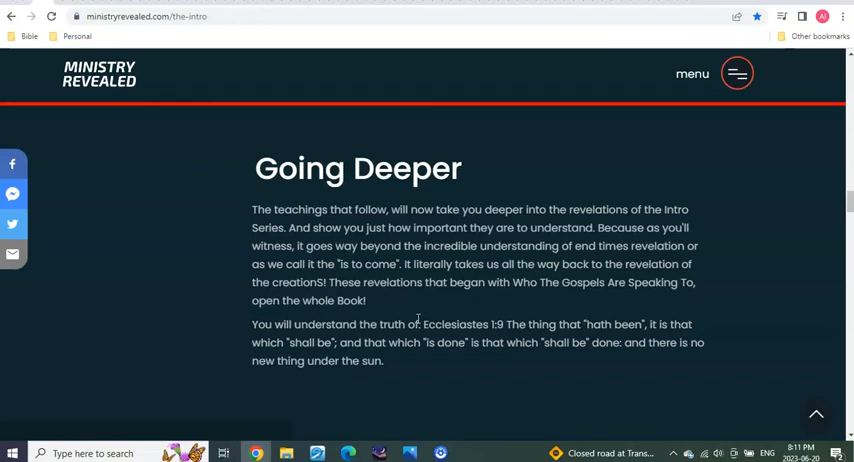 ministryrevealed.com/the-intro
AI
Bible
Personal
Other bookmarks
MINISTRY
REVEALED
menu
Going Deeper
The teachings that follow, will now take you deeper into the revelations of the Intro
Series. And show you just how important they are to understand. Because as you'll
witness, it goes way beyond the incredible understanding of end times revelation or
as we call it the "is to come". It literally takes us all the way back to the revelation of
the creationS! These revelations that began with Who The Gospels Are Speaking To,
open the whole Book!
You will understand the truth of: Ecclesiastes 1:9 The thing that "hath been", it is that
which "shall be"; and that which "is done" is that which "shall be" done: and there is no
new thing under the sun.
Type here to search
Closed road at Trans...
ENG
8:11 PM
2023-06-20
2